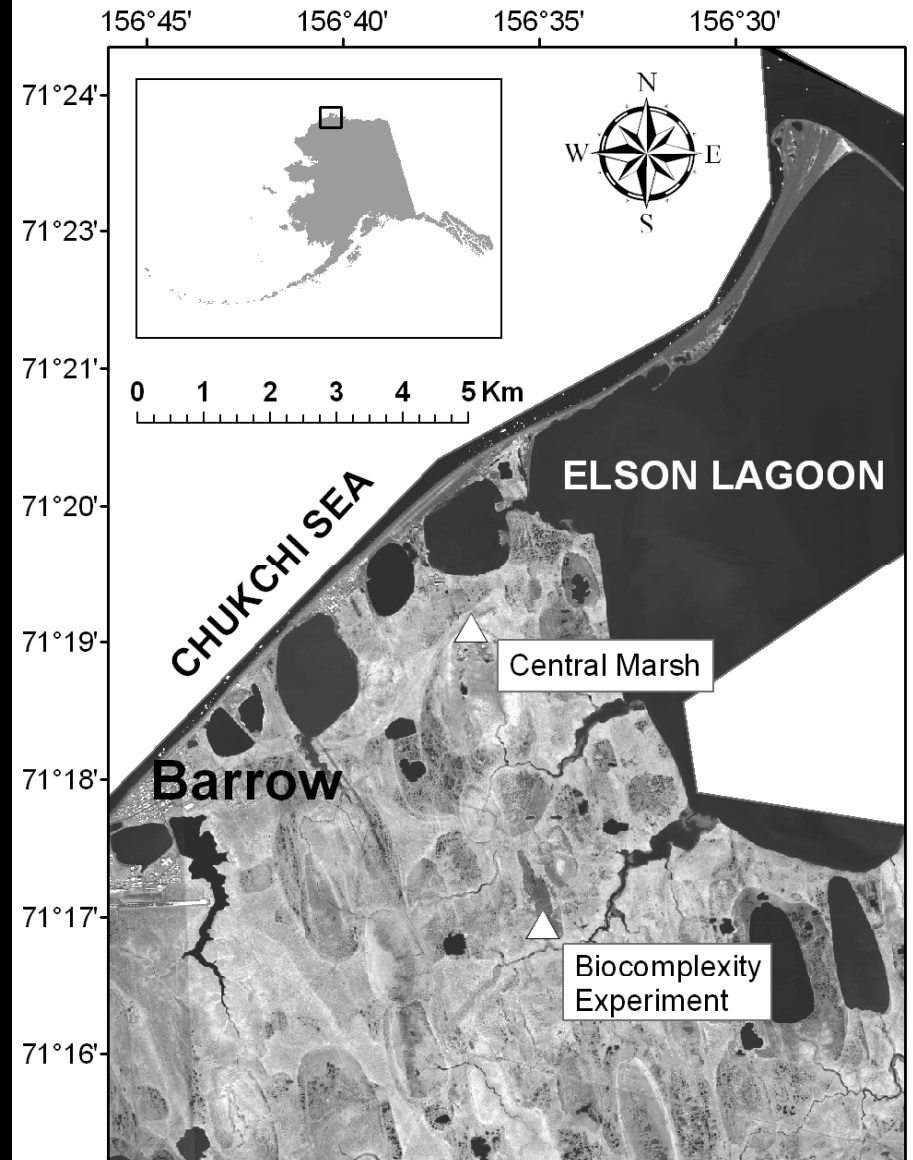 156°45' 156°40' 156°35' 156°30'
71°24'
N
W E
S
71°23'
71°21'
0 1 2 3 4 5 Km
ELSON LAGOON
71°20'
CHUKCHI SEA
71°19'
Central Marsh
71°18'
Barrow
71°17'
Biocomplexity
Experiment
71°16'